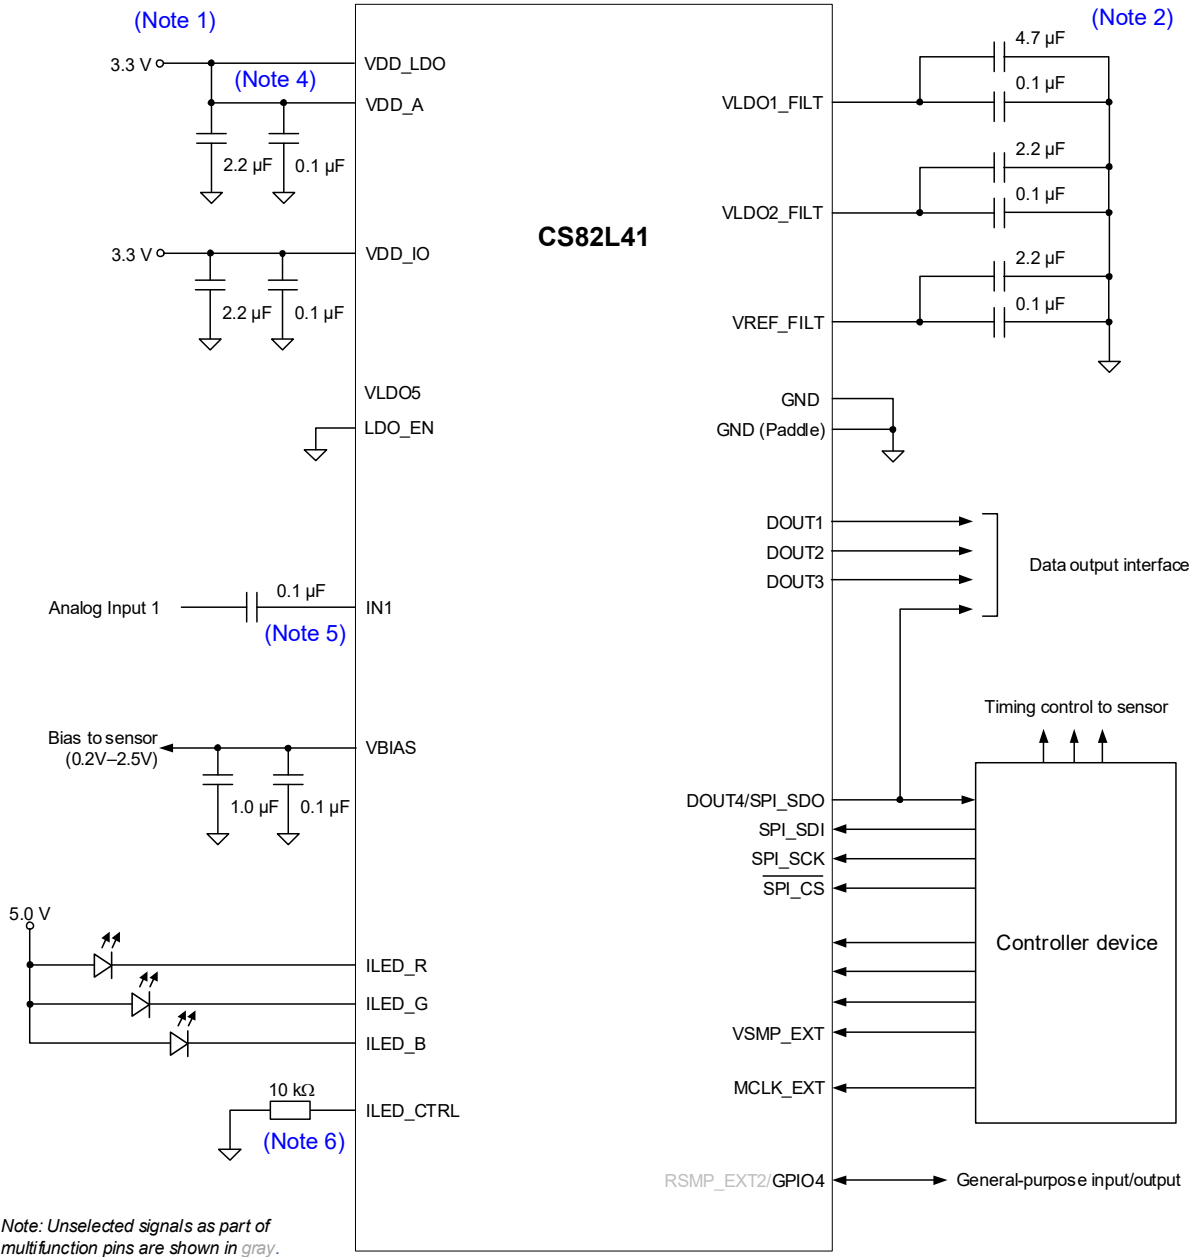 (Note 1)
3.3 V
(Note 4)
VDD_LDO
VDD_A
2.2 µF
0.1 µF
3.3 V
VDD_IO
2.2 µF
0.1 µF
VLDO5
LDO_EN
Analog Input 1
0.1 µF
(Note 5)
IN1
Bias to sensor
(0.2V–2.5V)
VBIAS
1.0 µF
0.1 µF
5.0 V
ILED_R
ILED_G
ILED_B
10 kΩ
(Note 6)
ILED_CTRL
Note: Unselected signals as part of
multifunction pins are shown in gray.
CS82L41
(Note 2)
4.7 µF
VLDO1_FILT
0.1 µF
2.2 µF
VLDO2_FILT
0.1 µF
2.2 µF
VREF_FILT
0.1 µF
GND
GND (Paddle)
DOUT1
DOUT2
DOUT3
Data output interface
Timing control to sensor
DOUT4/SPI_SDO
SPI_SDI
SPI_SCK
SPI_CS
Controller device
VSMP_EXT
MCLK_EXT
RSMP_EXT2/GPIO4
General-purpose input/output